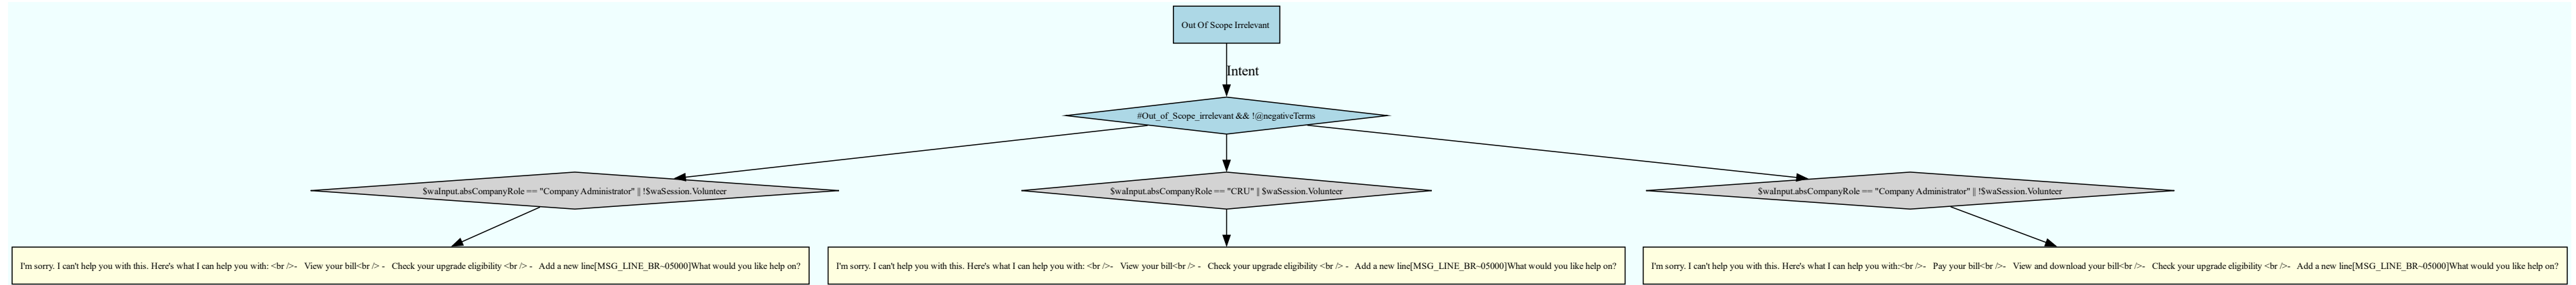 Out Of Scope Irrelevant
Intent
#Out_of_Scope_irrelevant && !@negativeTerms
$waInput.absCompanyRole == "Company Administrator" || !$waSession.Volunteer
$waInput.absCompanyRole == "CRU" || $waSession.Volunteer
$waInput.absCompanyRole == "Company Administrator" || !$waSession.Volunteer
I'm sorry. I can't help you with this. Here's what I can help you with: <br />-   View your bill<br /> -   Check your upgrade eligibility <br /> -   Add a new line[MSG_LINE_BR~05000]What would you like help on?
I'm sorry. I can't help you with this. Here's what I can help you with: <br />-   View your bill<br /> -   Check your upgrade eligibility <br /> -   Add a new line[MSG_LINE_BR~05000]What would you like help on?
I'm sorry. I can't help you with this. Here's what I can help you with:<br />-   Pay your bill<br />-   View and download your bill<br />-   Check your upgrade eligibility <br />-   Add a new line[MSG_LINE_BR~05000]What would you like help on?